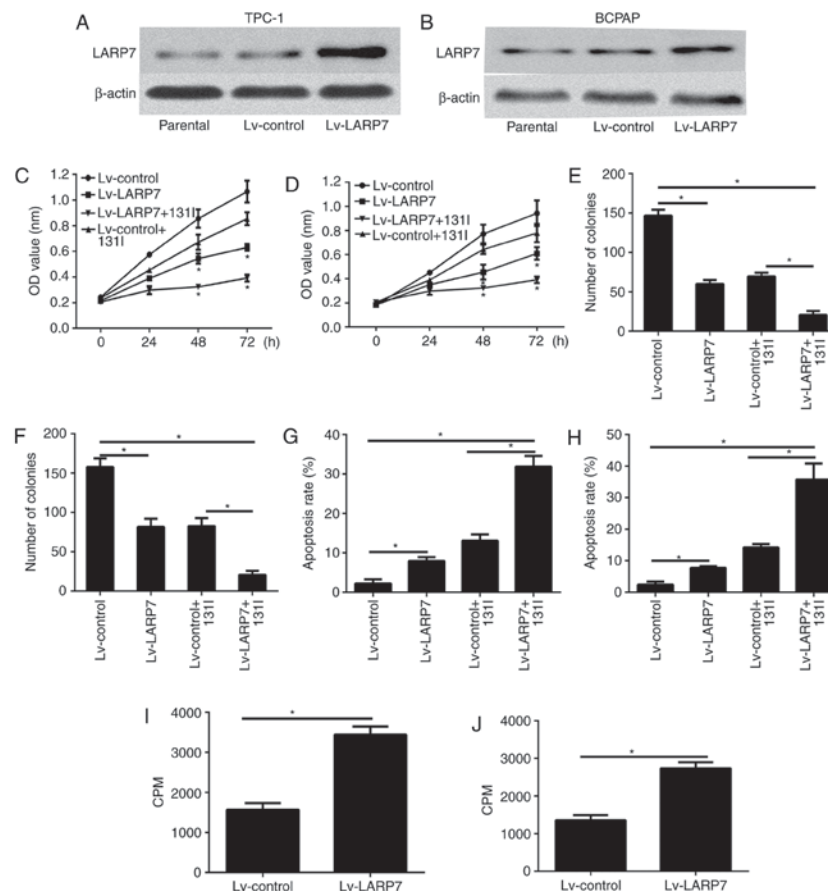 A
TPC-1
LARP7
β-actin
Parental Lv-control Lv-LARP7
B
BCPAP
LARP7
β-actin
Parental Lv-control Lv-LARP7
C
Lv-control
Lv-LARP7
Lv-LARP7+131I
Lv-control+
131I
OD value (nm)
1.2
1.0
0.8
0.6
0.4
0.2
0.0
* *
* *
0 24 48 72 (h)
D
Lv-control
Lv-LARP7
Lv-LARP7+131I
Lv-control+131I
OD value (nm)
1.2
1.0
0.8
0.6
0.4
0.2
0.0
* *
* *
0 24 48 72 (h)
E
Number of colonies
200
150
100
50
0
*
*
*
Lv-control
Lv-LARP7
Lv-control+
131I
Lv-LARP7+
131I
F
Number of colonies
200
150
100
50
0
*
*
*
Lv-control
Lv-LARP7
Lv-control+
131I
Lv-LARP7+
131I
G
Apoptosis rate (%)
40
30
20
10
0
*
*
*
Lv-control
Lv-LARP7
Lv-control+
131I
Lv-LARP7+
131I
H
Apoptosis rate (%)
50
40
30
20
10
0
*
*
*
Lv-control
Lv-LARP7
Lv-control+
131I
Lv-LARP7+
131I
I
CPM
4000
3000
2000
1000
0
*
Lv-control Lv-LARP7
J
CPM
4000
3000
2000
1000
0
*
Lv-control Lv-LARP7